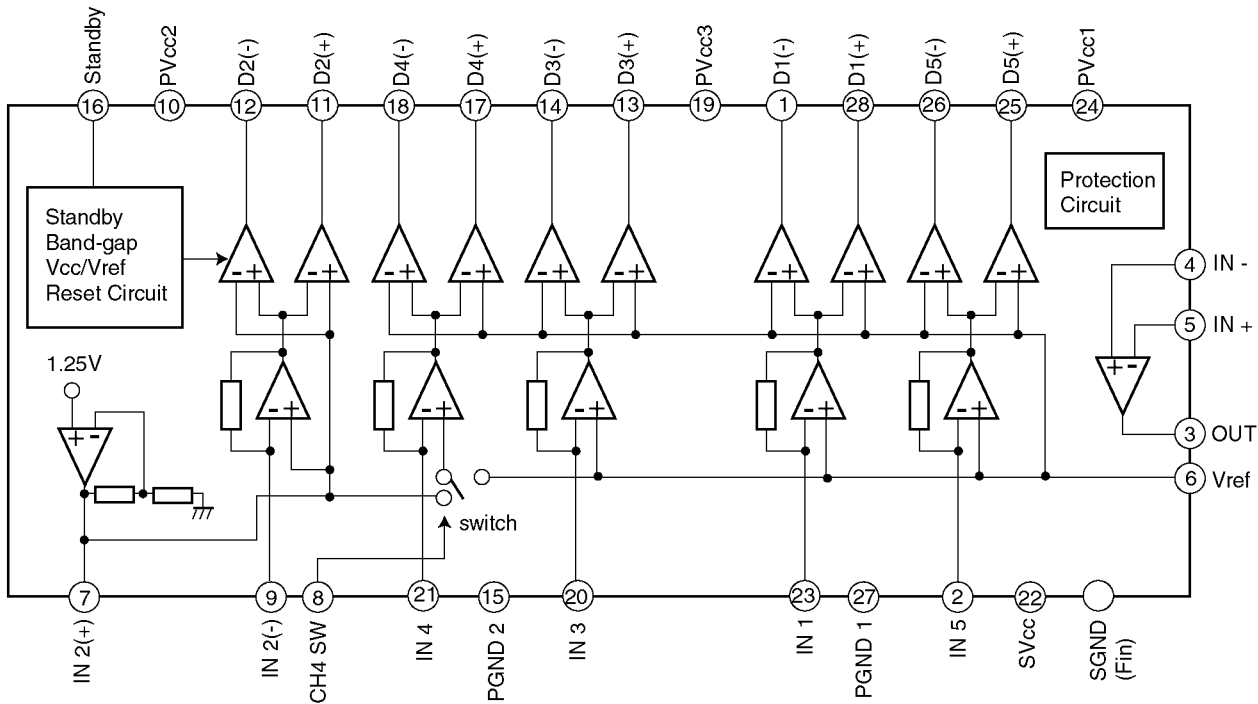 Standby
PVcc2
D2(-)
D2(+)
D4(-)
D4(+)
D3(-)
D3(+)
PVcc3
D1(-)
D1(+)
D5(-)
D5(+)
PVcc1
16
10
12
11
18
17
14
13
19
1
28
26
25
24
Standby
Band-gap
Vcc/Vref
Reset Circuit
Protection
Circuit
- +
- +
- +
- +
- +
- +
- +
- +
- +
- +
4 IN -
5 IN +
+ -
3 OUT
6 Vref
1.25V
+ -
- +
- +
- +
- +
- +
switch
7
9
8
21
15
20
23
27
2
22
IN 2(+)
IN 2(-)
CH4 SW
IN 4
PGND 2
IN 3
IN 1
PGND 1
IN 5
SVcc
SGND
(Fin)